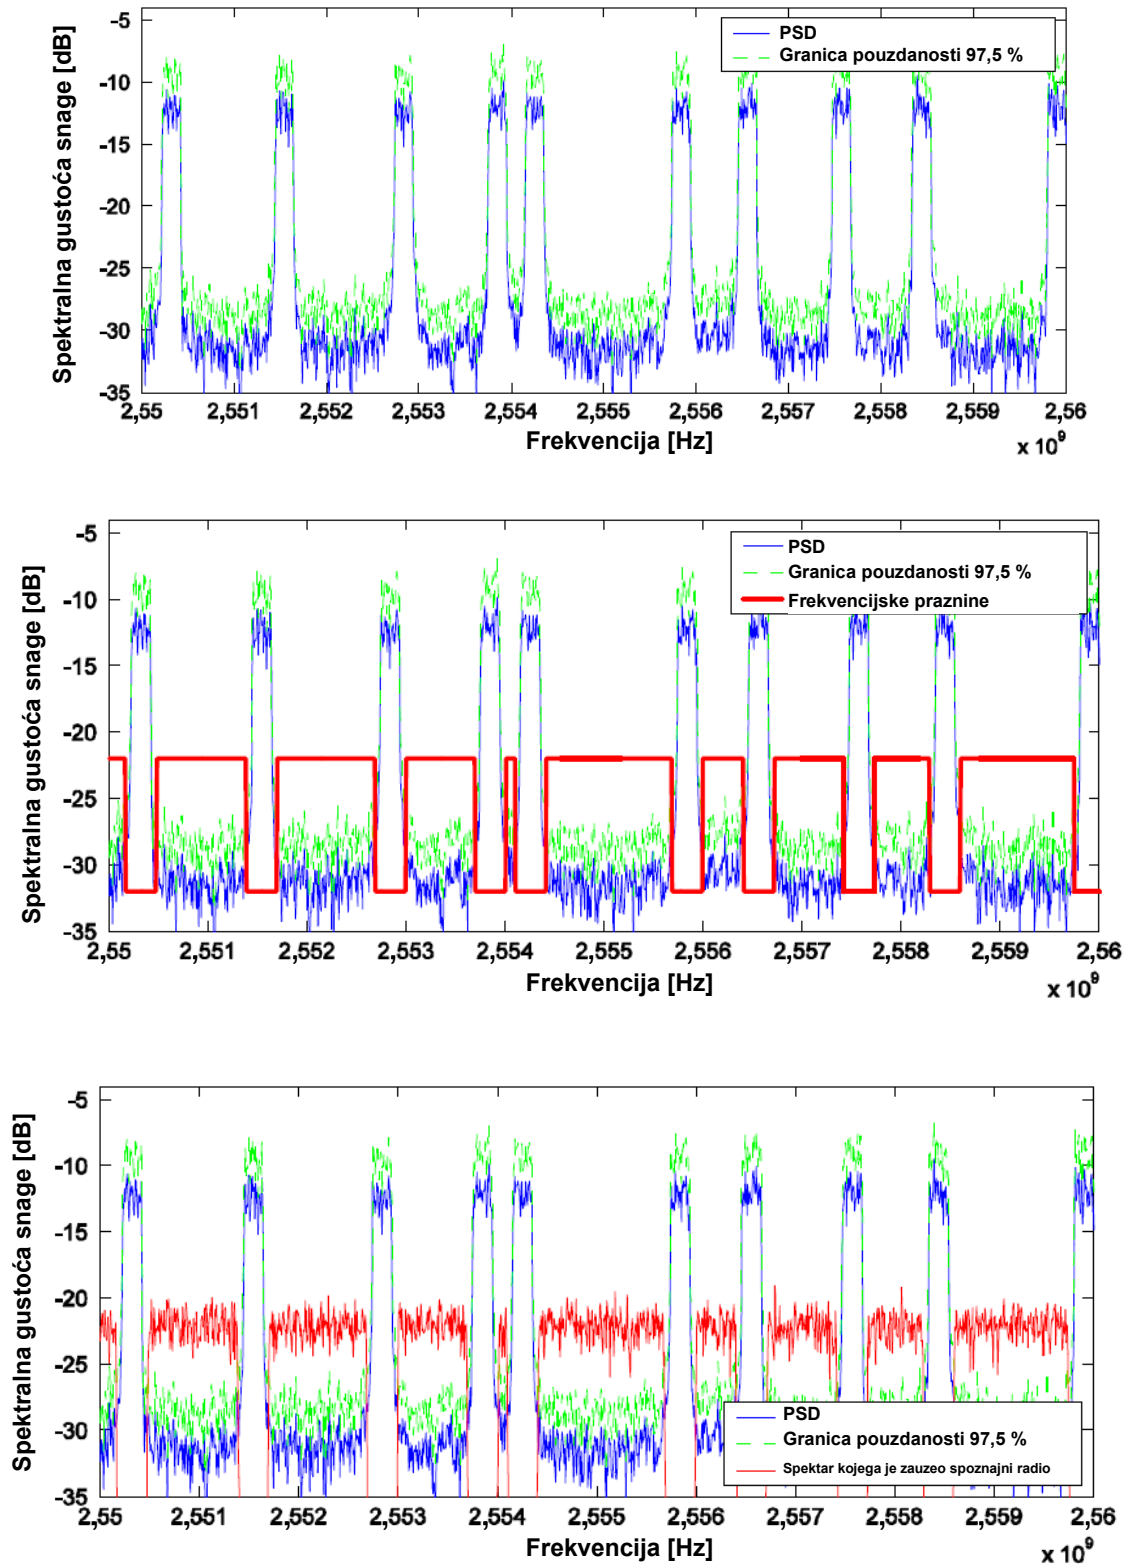 Spektralna gustoća snage [dB]
-5
-10
-15
-20
-25
-30
-35
PSD
Granica pouzdanosti 97,5 %
2,55 2,551 2,552 2,553 2,554 2,555 2,556 2,557 2,558 2,559 2,56
Frekvencija [Hz]
x 10^9
Spektralna gustoća snage [dB]
-5
-10
-15
-20
-25
-30
-35
PSD
Granica pouzdanosti 97,5 %
Frekvencijske praznine
2,55 2,551 2,552 2,553 2,554 2,555 2,556 2,557 2,558 2,559 2,56
Frekvencija [Hz]
x 10^9
Spektralna gustoća snage [dB]
-5
-10
-15
-20
-25
-30
-35
PSD
Granica pouzdanosti 97,5 %
Spektar kojega je zauzeo spoznajni radio
2,55 2,551 2,552 2,553 2,554 2,555 2,556 2,557 2,558 2,559 2,56
Frekvencija [Hz]
x 10^9